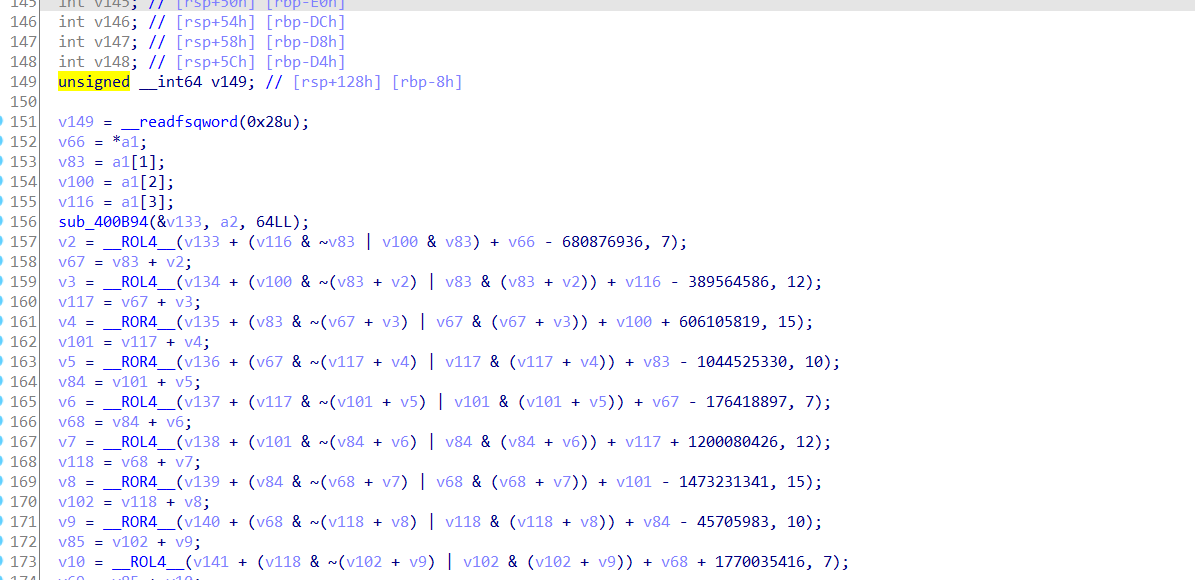 145 int v145; // [rsp+50h] [rbp-E0h]
146 int v146; // [rsp+54h] [rbp-DCh]
147 int v147; // [rsp+58h] [rbp-D8h]
148 int v148; // [rsp+5Ch] [rbp-D4h]
149 unsigned __int64 v149; // [rsp+128h] [rbp-8h]
150
151 v149 = __readfsqword(0x28u);
152 v66 = *a1;
153 v83 = a1[1];
154 v100 = a1[2];
155 v116 = a1[3];
156 sub_400B94(&v133, a2, 64LL);
157 v2 = __ROL4__(v133 + (v116 & ~v83 | v100 & v83) + v66 - 680876936, 7);
158 v67 = v83 + v2;
159 v3 = __ROL4__(v134 + (v100 & ~(v83 + v2) | v83 & (v83 + v2)) + v116 - 389564586, 12);
160 v117 = v67 + v3;
161 v4 = __ROR4__(v135 + (v83 & ~(v67 + v3) | v67 & (v67 + v3)) + v100 + 606105819, 15);
162 v101 = v117 + v4;
163 v5 = __ROR4__(v136 + (v67 & ~(v117 + v4) | v117 & (v117 + v4)) + v83 - 1044525330, 10);
164 v84 = v101 + v5;
165 v6 = __ROL4__(v137 + (v117 & ~(v101 + v5) | v101 & (v101 + v5)) + v67 - 176418897, 7);
166 v68 = v84 + v6;
167 v7 = __ROL4__(v138 + (v101 & ~(v84 + v6) | v84 & (v84 + v6)) + v117 + 1200080426, 12);
168 v118 = v68 + v7;
169 v8 = __ROR4__(v139 + (v84 & ~(v68 + v7) | v68 & (v68 + v7)) + v101 - 1473231341, 15);
170 v102 = v118 + v8;
171 v9 = __ROR4__(v140 + (v68 & ~(v118 + v8) | v118 & (v118 + v8)) + v84 - 45705983, 10);
172 v85 = v102 + v9;
173 v10 = __ROL4__(v141 + (v118 & ~(v102 + v9) | v102 & (v102 + v9)) + v68 + 1770035416, 7);
174 v69 = v85 + v10;